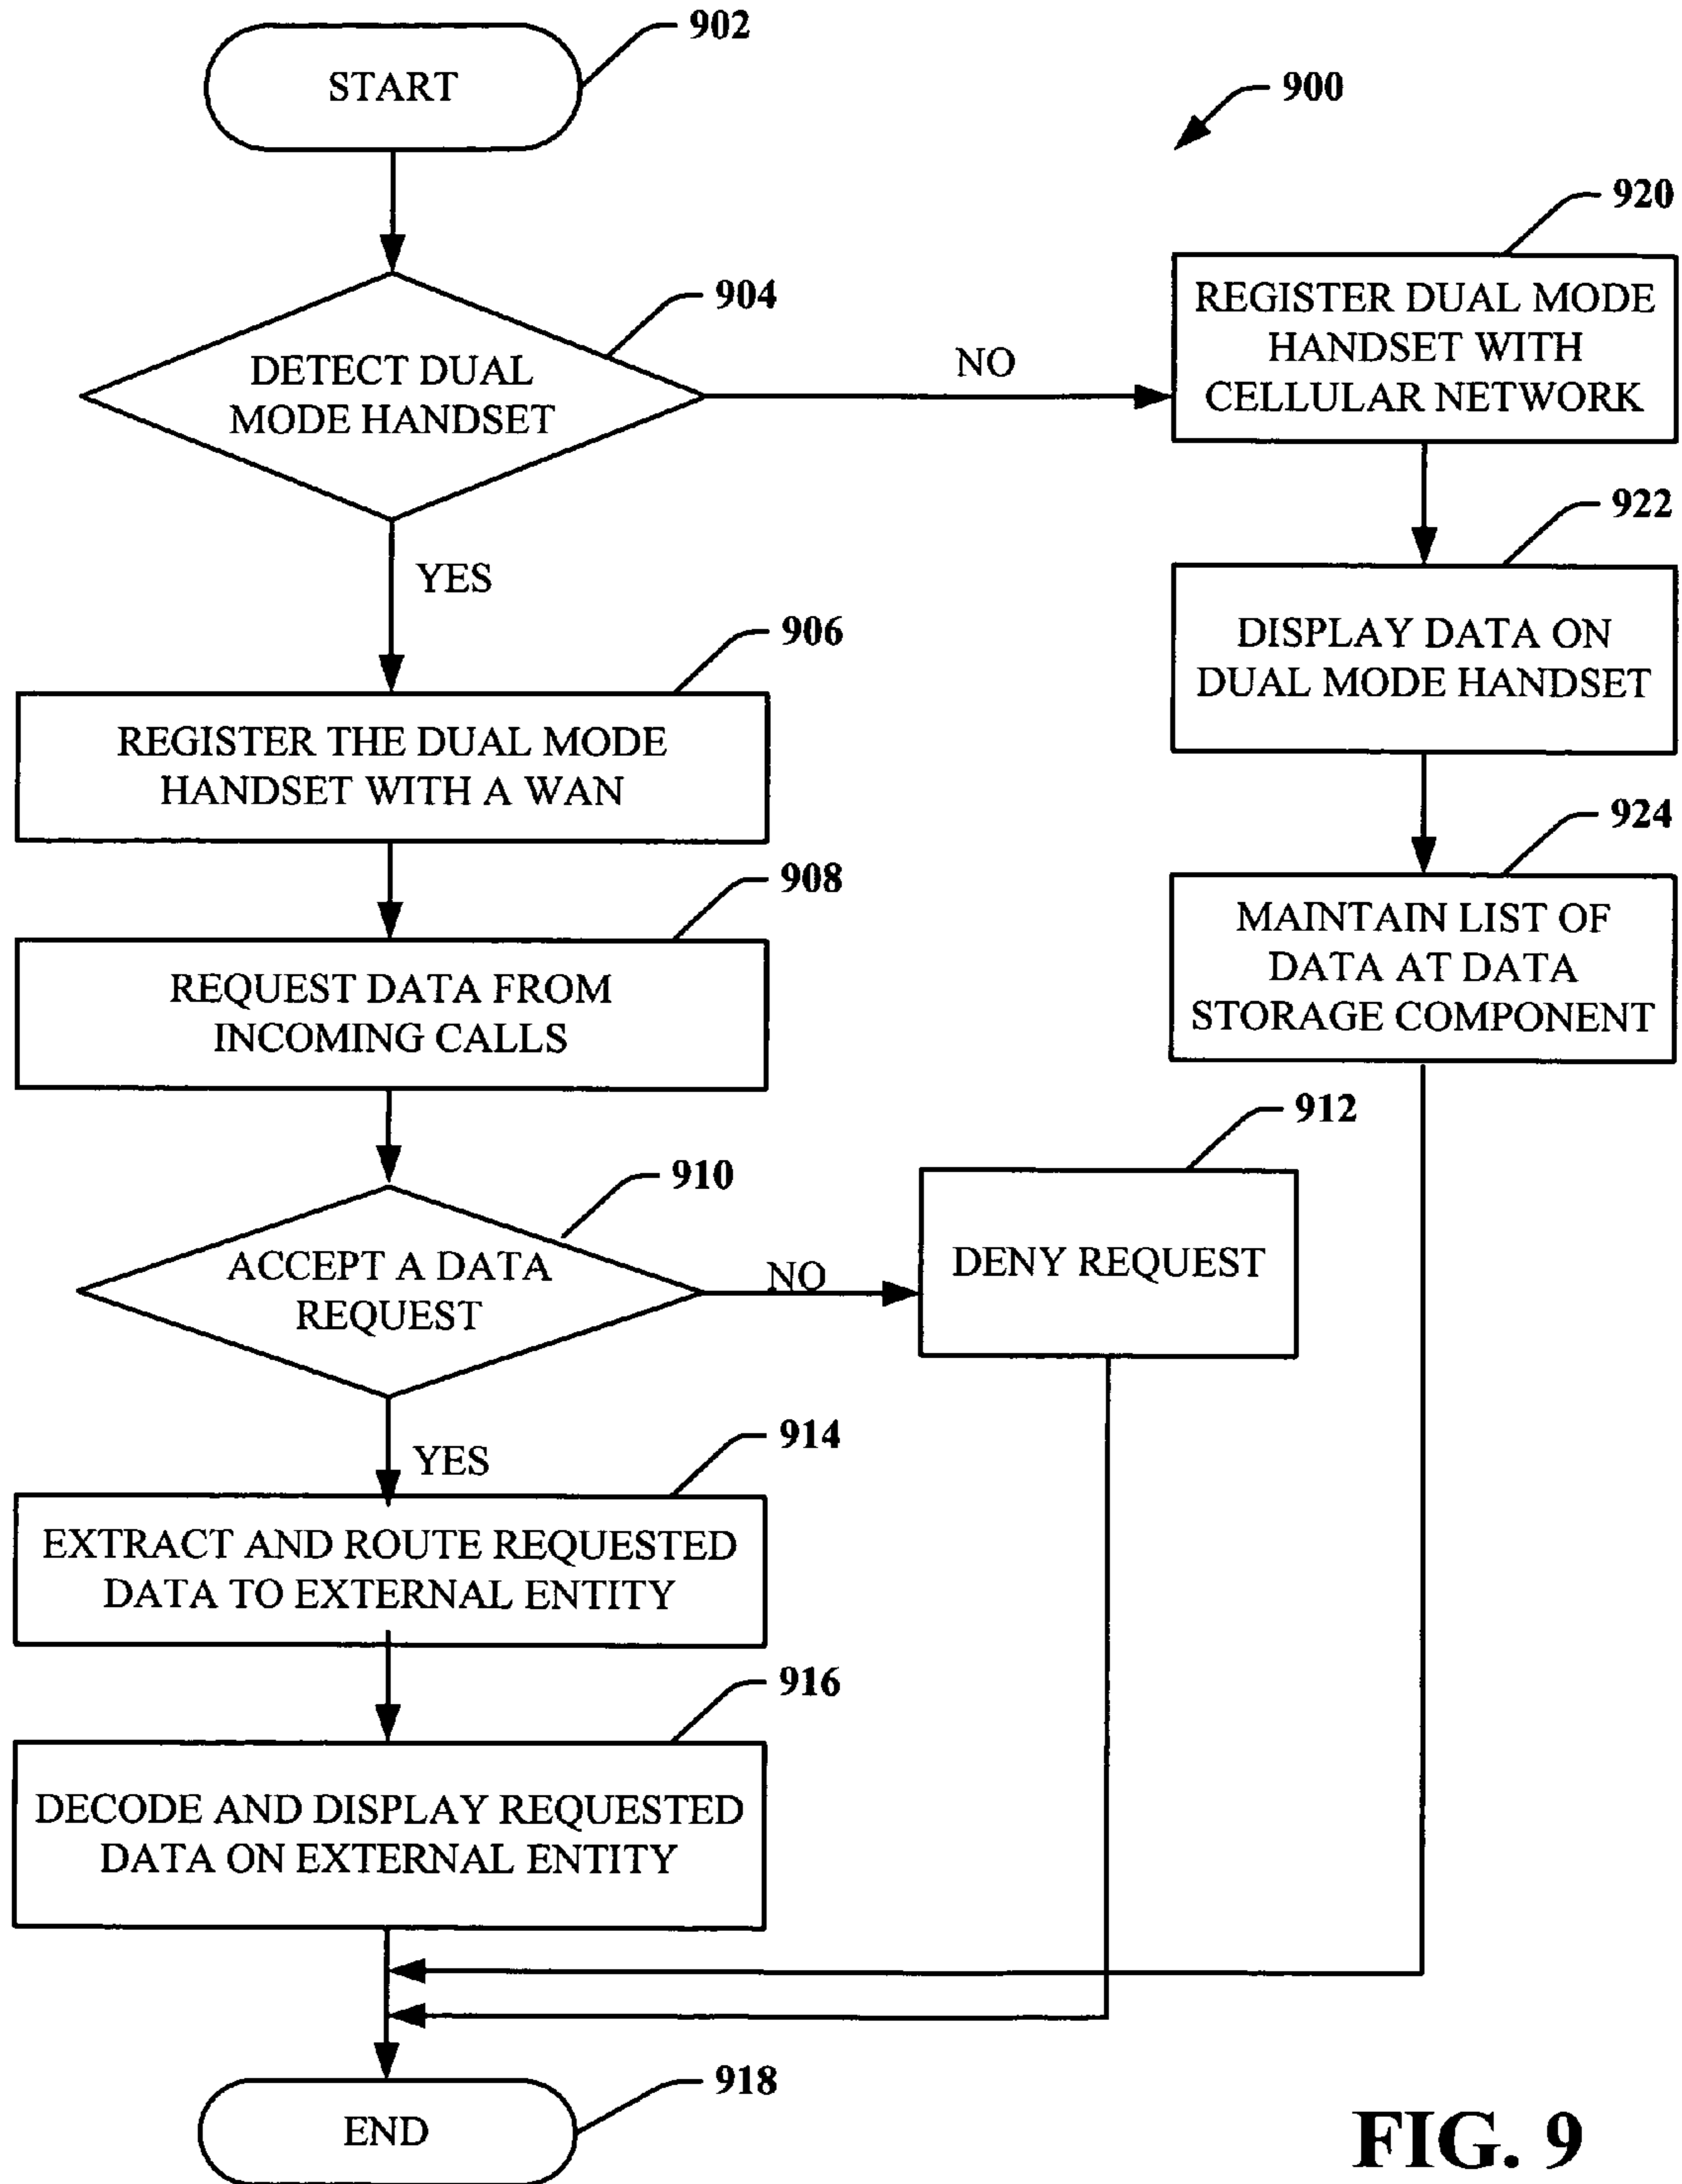 902
START
900
920
904
REGISTER DUAL MODE
HANDSET WITH
CELLULAR NETWORK
DETECT DUAL
MODE HANDSET
NO
922
YES
DISPLAY DATA ON
DUAL MODE HANDSET
906
REGISTER THE DUAL MODE
HANDSET WITH A WAN
924
MAINTAIN LIST OF
DATA AT DATA
STORAGE COMPONENT
908
REQUEST DATA FROM
INCOMING CALLS
912
910
DENY REQUEST
ACCEPT A DATA
REQUEST
NO
914
YES
EXTRACT AND ROUTE REQUESTED
DATA TO EXTERNAL ENTITY
916
DECODE AND DISPLAY REQUESTED
DATA ON EXTERNAL ENTITY
918
END
FIG. 9